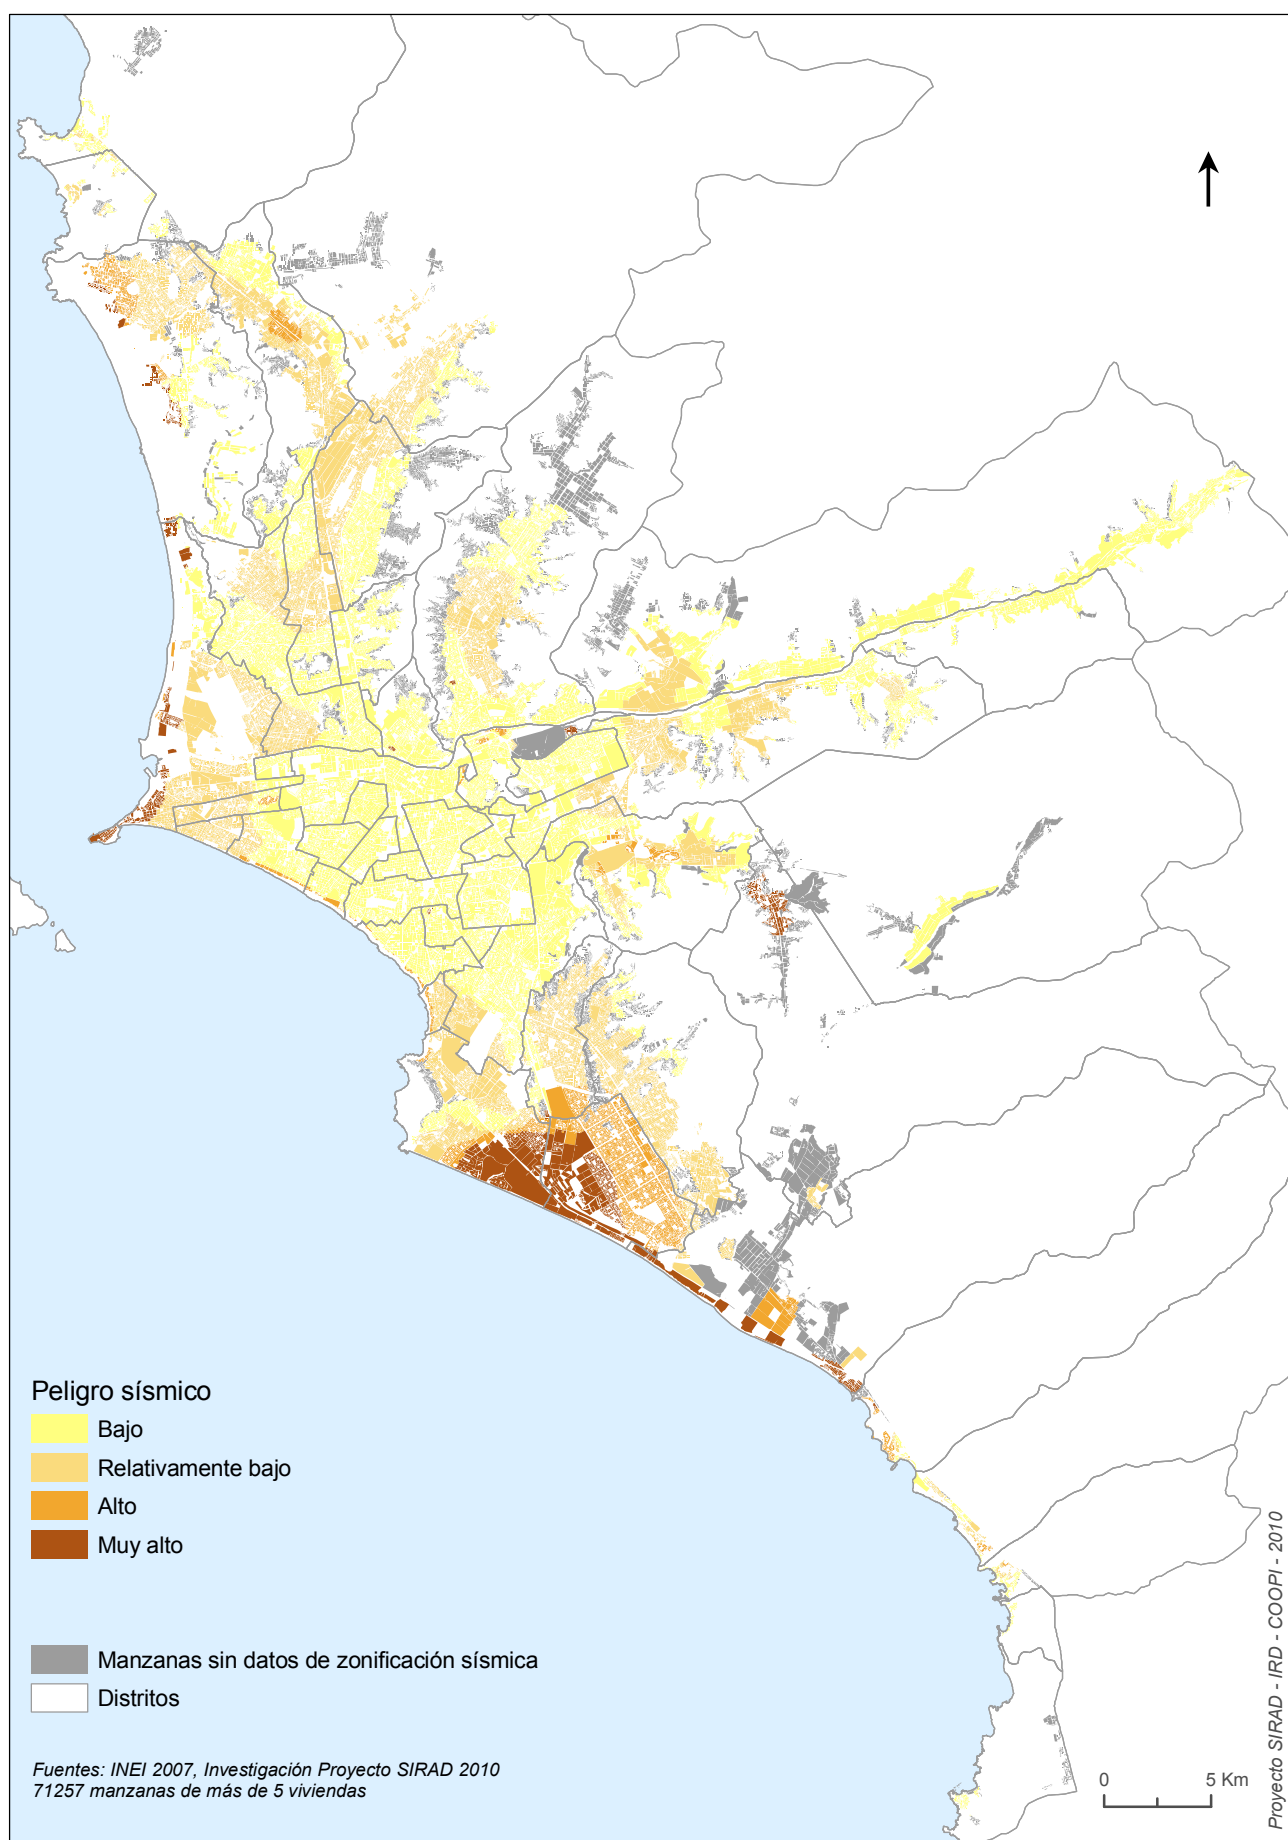 Peligro sísmico
Bajo
Relativamente bajo
Alto
Muy alto
Manzanas sin datos de zonificación sísmica
Distritos
Fuentes: INEI 2007, Investigación Proyecto SIRAD 2010
71257 manzanas de más de 5 viviendas
0 5 Km
Proyecto SIRAD - IRD - COOPI - 2010